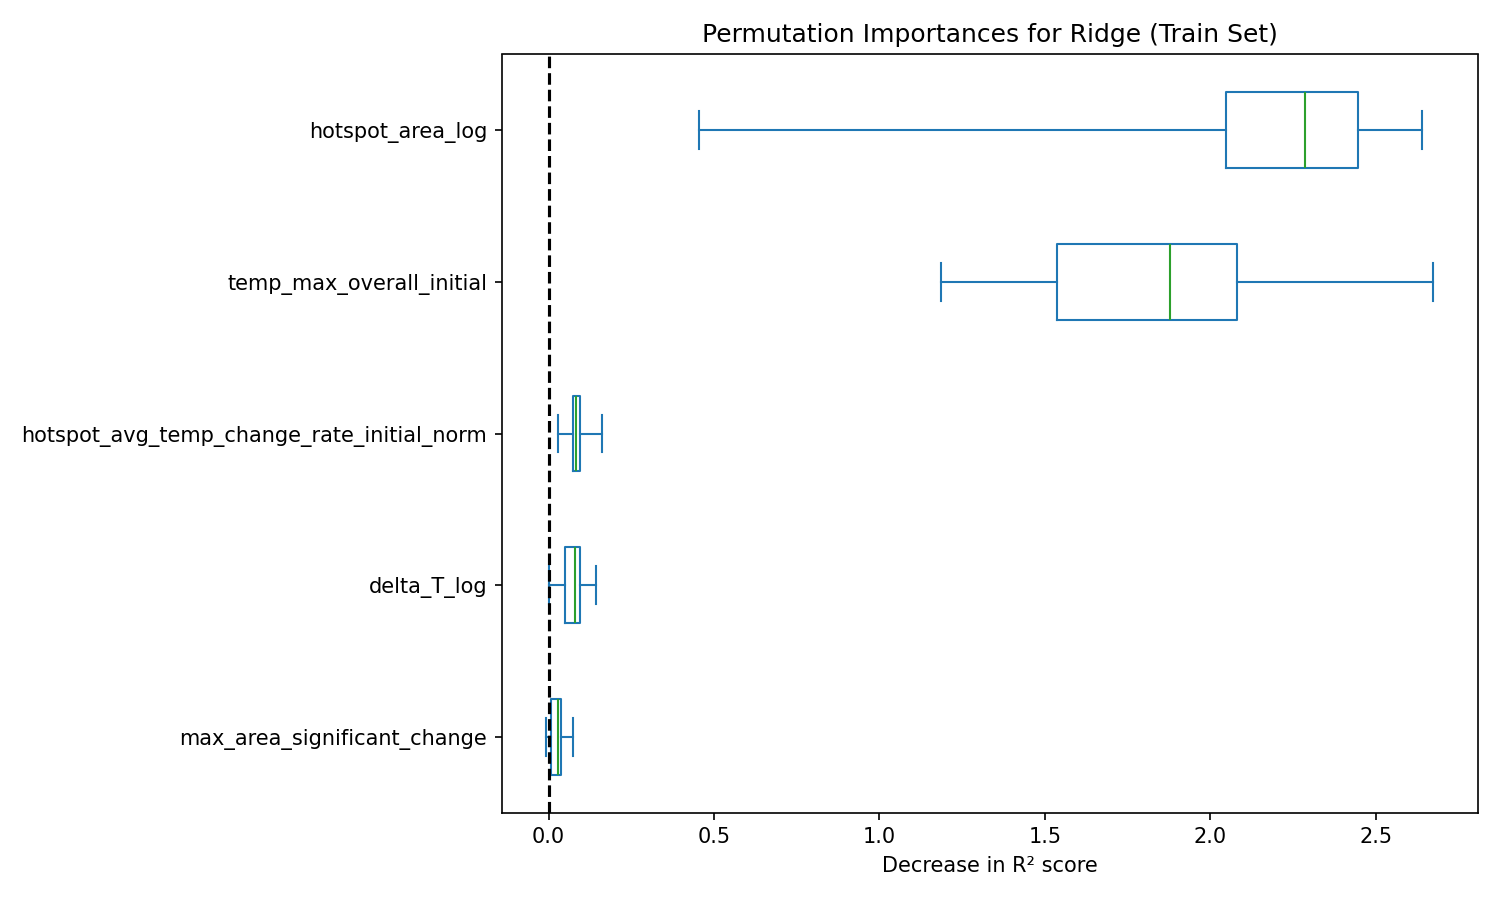 Permutation Importances for Ridge (Train Set)
hotspot_area_log
temp_max_overall_initial
hotspot_avg_temp_change_rate_initial_norm
delta_T_log
max_area_significant_change
0.0 0.5 1.0 1.5 2.0 2.5
Decrease in R² score